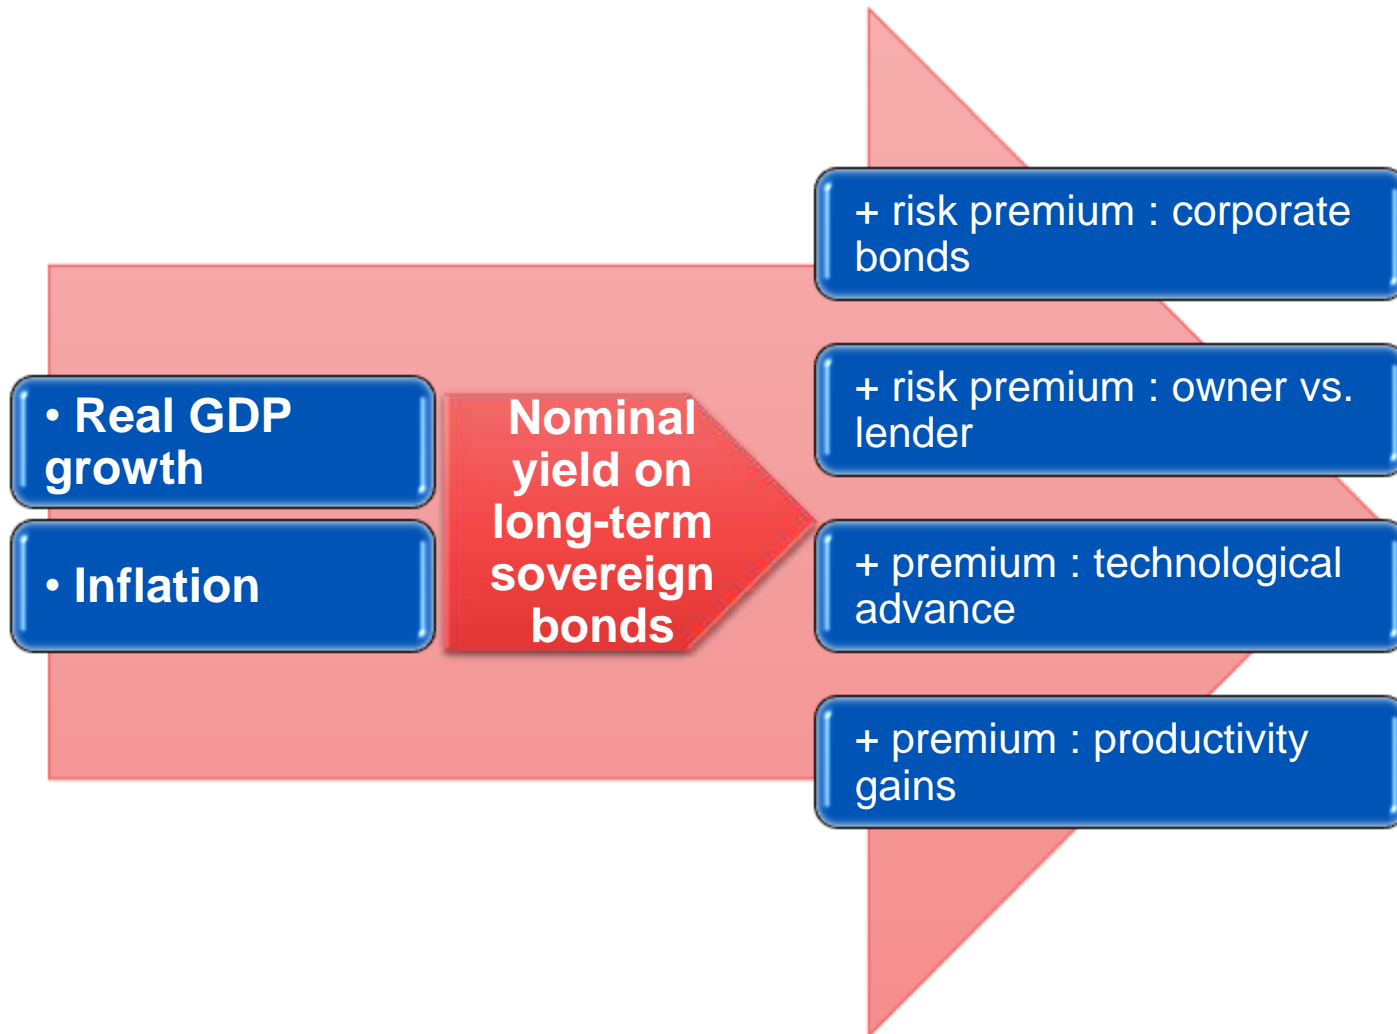 • Real GDP
growth
• Inflation
Nominal
yield on
long-term
sovereign
bonds
+ risk premium : corporate
bonds
+ risk premium : owner vs.
lender
+ premium : technological
advance
+ premium : productivity
gains